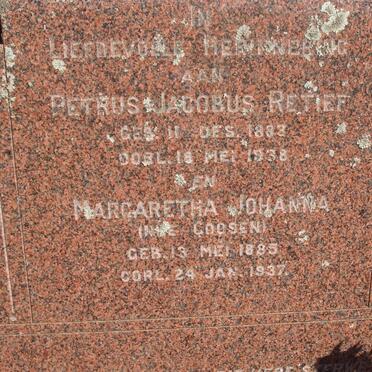 IN
LIEFDEVOLLE HERINNERING
AAN
PETRUS JACOBUS RETIEF
GEB. 11 DES. 1883
OORL. 18 MEI 1938
EN
MARGARETHA JOHANNA
(NEE GOOSEN)
GEB. 13 MEI 1885
OORL. 24 JAN. 1937.